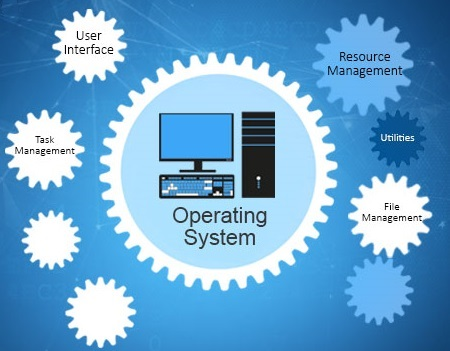 User
Interface
Resource
Management
Task
Management
Utilities
File
Management
Operating
System